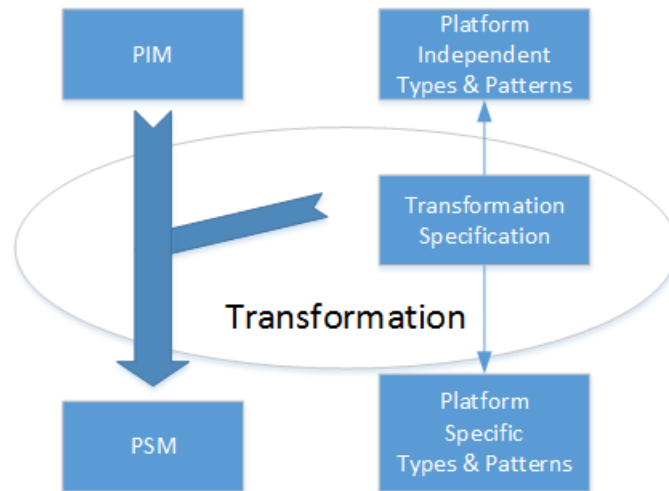 PIM
Platform
Independent
Types & Patterns
Transformation
Specification
Transformation
PSM
Platform
Specific
Types & Patterns